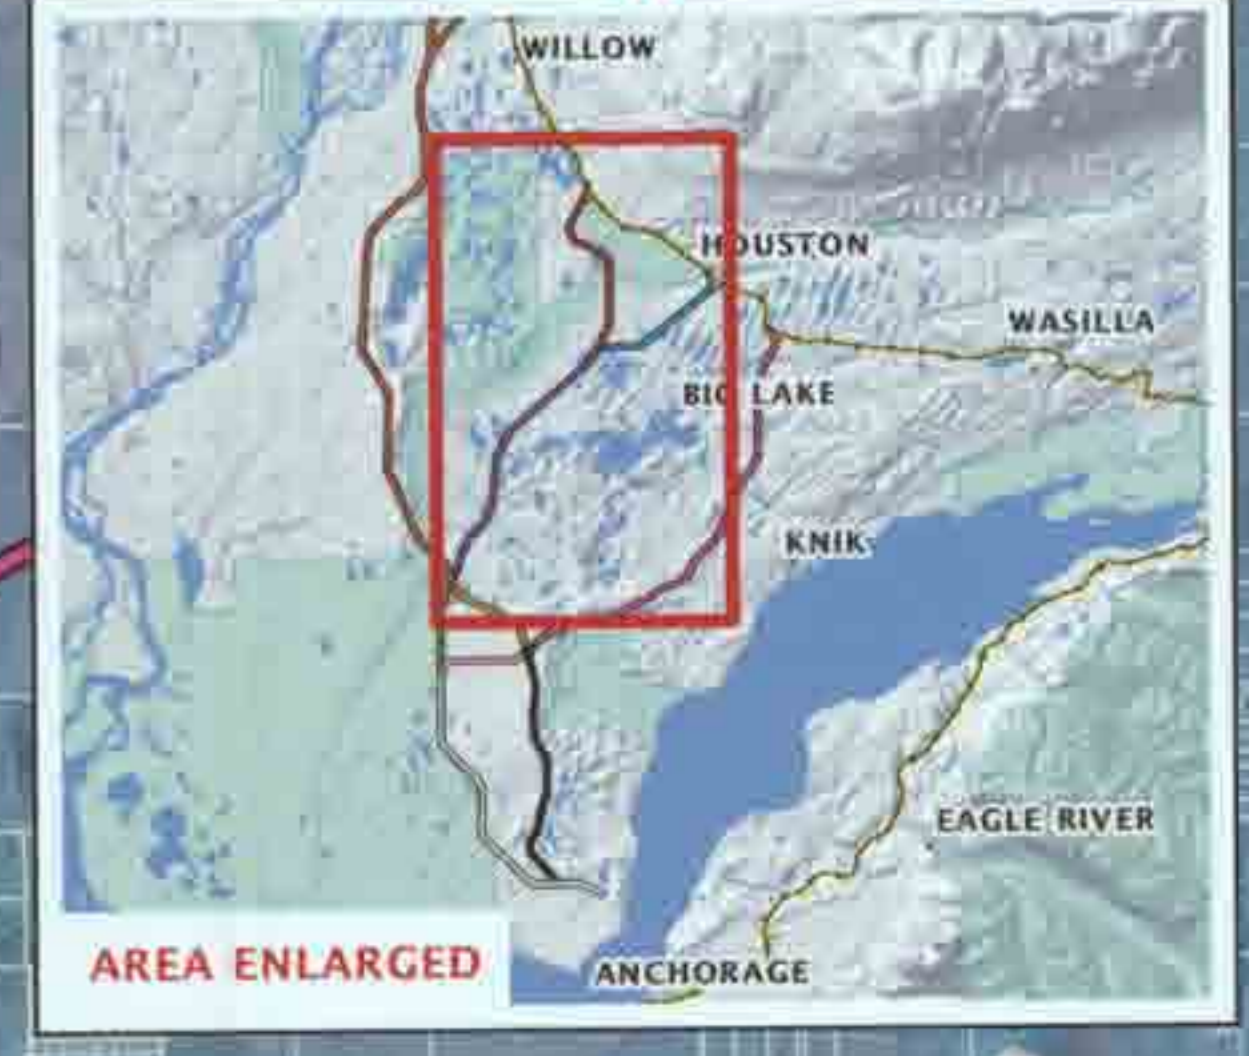 WILLOW
HOUSTON
WASILLA
BIG LAKE
KNIK
EAGLE RIVER
AREA ENLARGED
ANCHORAGE